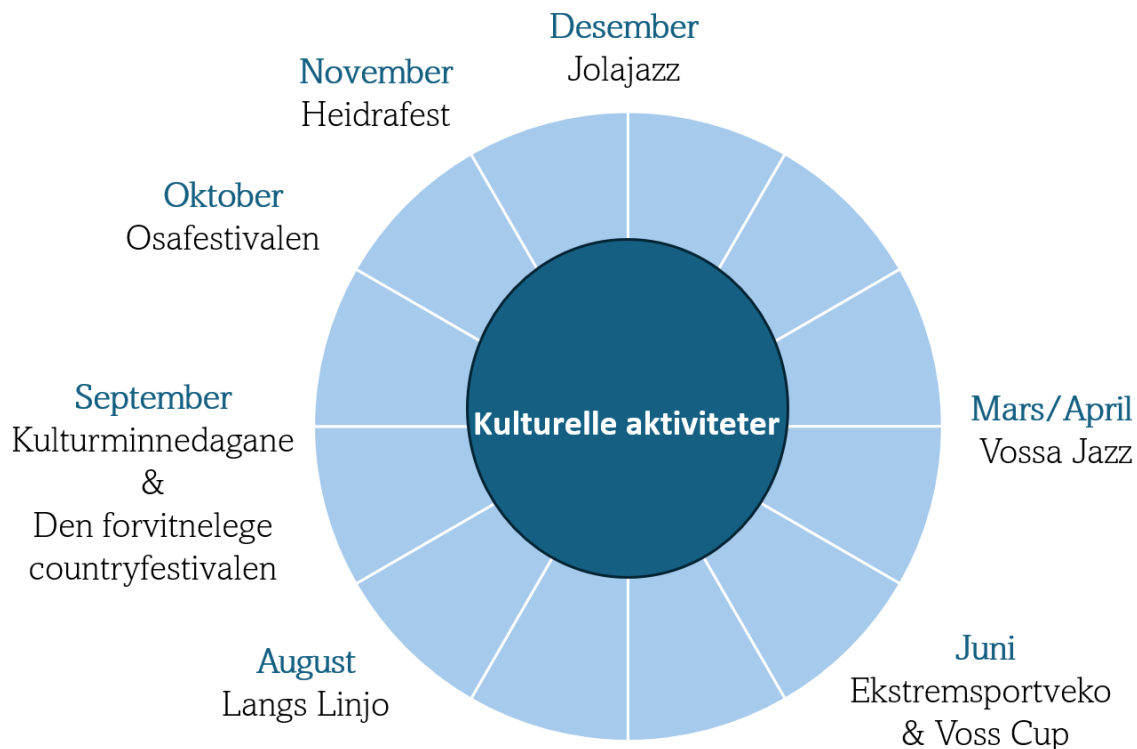 Desember
Jolajazz
November
Heidrafest
Oktober
Osafestivalen
September
Kulturminnedagane
&
Den forvitnelege
countryfestivalen
August
Langs Linjo
Kulturelle aktiviteter
Mars/April
Vossa Jazz
Juni
Ekstremsportveko
& Voss Cup